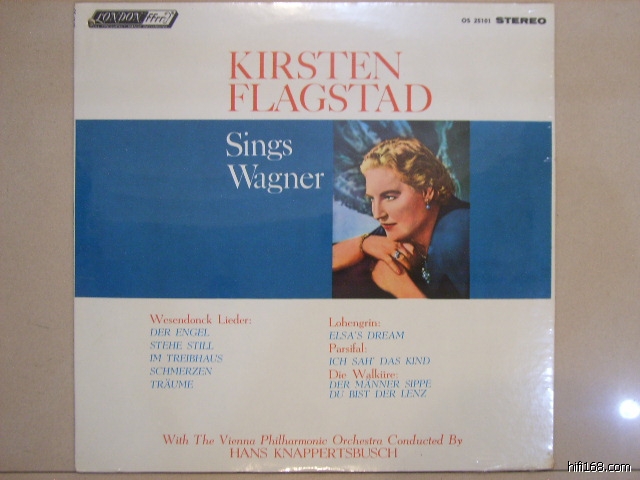 LONDON ffrr
OS 25101 STEREO
KIRSTEN
FLAGSTAD
Sings
Wagner
Wesendonck Lieder:
DER ENGEL
STEHE STILL
IM TREIBHAUS
SCHMERZEN
TRÄUME
Lohengrin:
ELSA'S DREAM
Parsifal:
ICH SAH' DAS KIND
Die Walküre:
DER MÄNNER SIPPE
DU BIST DER LENZ
With The Vienna Philharmonic Orchestra Conducted By
HANS KNAPPERTSBUSCH
hifi168.com